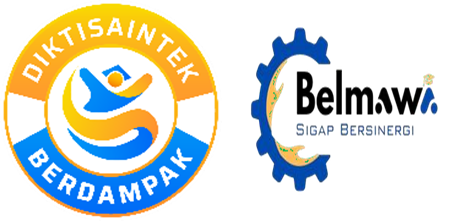 DIKTISAINTEK
BERDAMPAK
Belmawa
SIGAP BERSINERGI